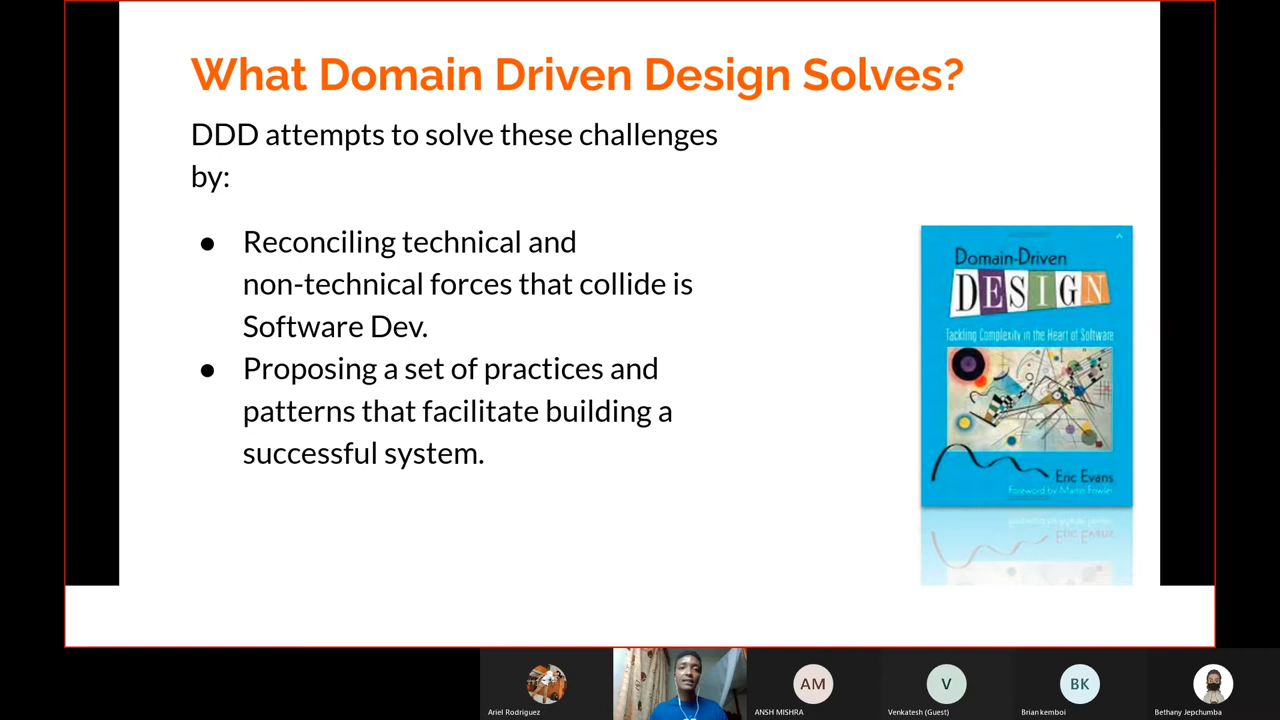 What Domain Driven Design Solves?
DDD attempts to solve these challenges
by:
● Reconciling technical and
non-technical forces that collide is
Software Dev.
● Proposing a set of practices and
patterns that facilitate building a
successful system.
Domain-Driven
DESIGN
Tackling Complexity in the Heart of Software
Eric Evans
Foreword by Martin Fowler
AM
V
BK
Ariel Rodriguez
ANSH MISHRA
Venkatesh (Guest)
Brian kemboi
Bethany Jepchumba